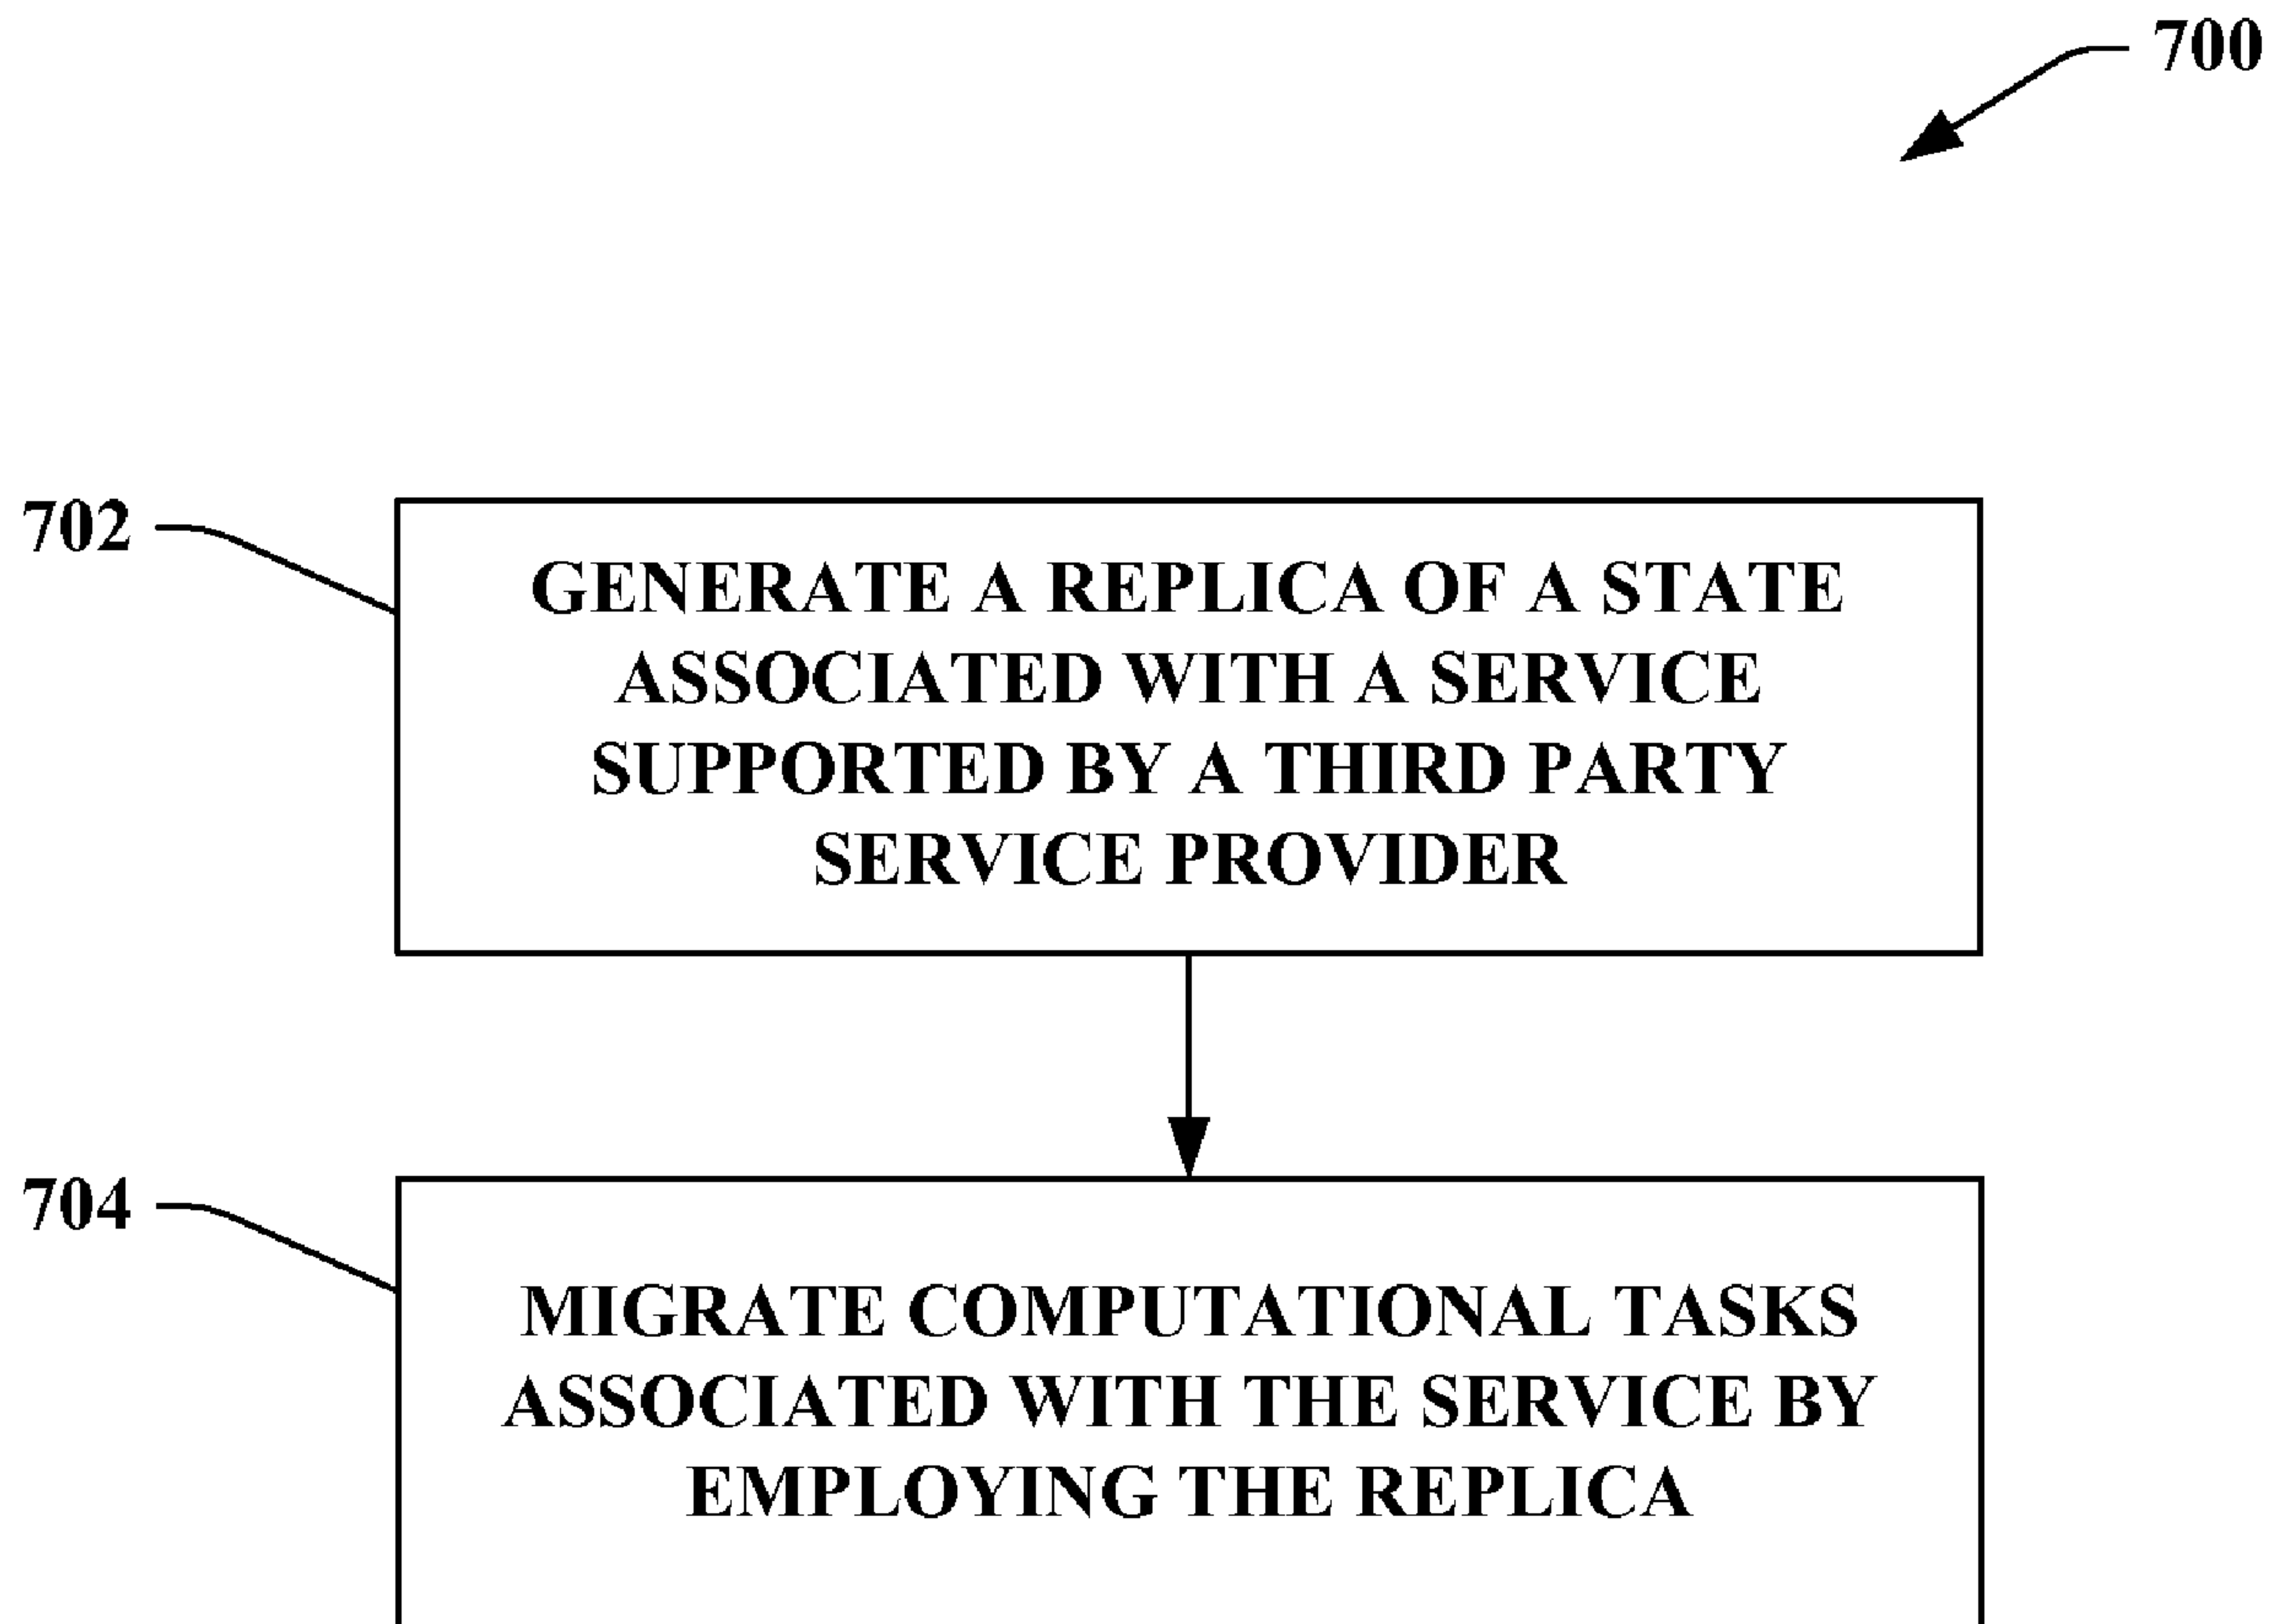 700
702
GENERATE A REPLICA OF A STATE
ASSOCIATED WITH A SERVICE
SUPPORTED BY A THIRD PARTY
SERVICE PROVIDER
704
MIGRATE COMPUTATIONAL TASKS
ASSOCIATED WITH THE SERVICE BY
EMPLOYING THE REPLICA